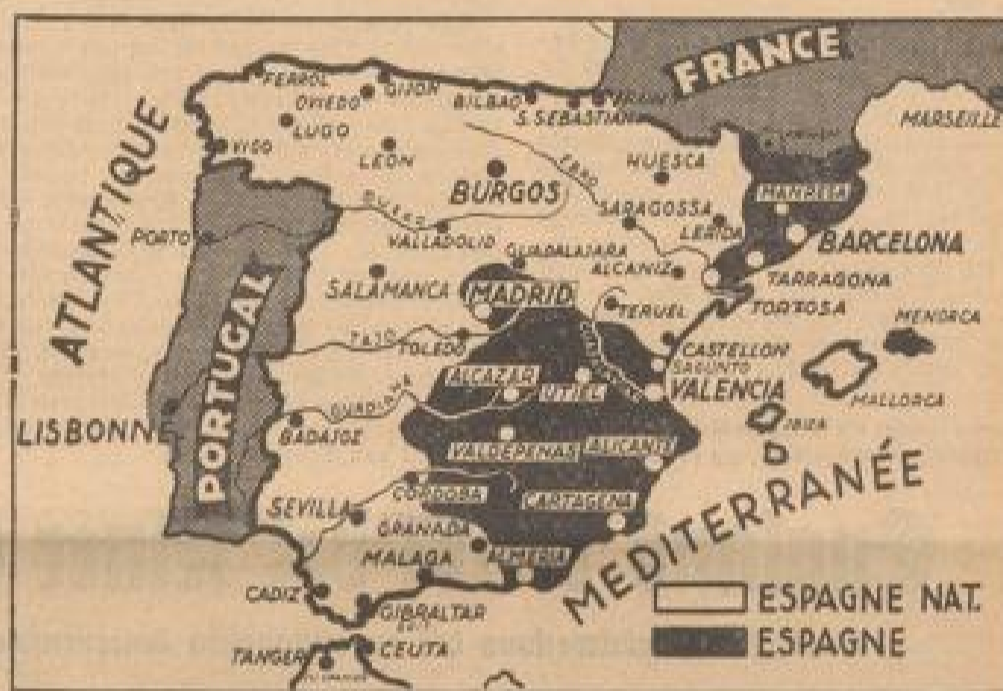 FRANCE
FERROL
GIJON
OVIEDO
BILBAO
S. SEBASTIAN
MARSEILLE
LUGO
VIGO
LEON
EBRO
HUESCA
BURGOS
MANRESA
DUERO
SARAGOSSA
LERIDA
BARCELONA
ATLANTIQUE
PORTO
VALLADOLID
GUADALAJARA
ALCANIZ
TARRAGONA
SALAMANCA
MADRID
TERUEL
TORTOSA
MENORCA
PORTUGAL
TAJO
TOLEDO
CASTELLON
SAGUNTO
ALCAZAR
UTIEL
VALENCIA
MALLORCA
GUADIANA
IBIZA
LISBONNE
BADAJOZ
VALDEPENAS
ALICANTE
MEDITERRANÉE
CORDOBA
CARTAGENA
SEVILLA
GRANADA
MALAGA
ALMERIA
CADIZ
GIBRALTAR
ESPAGNE NAT.
CEUTA
ESPAGNE
TANGER